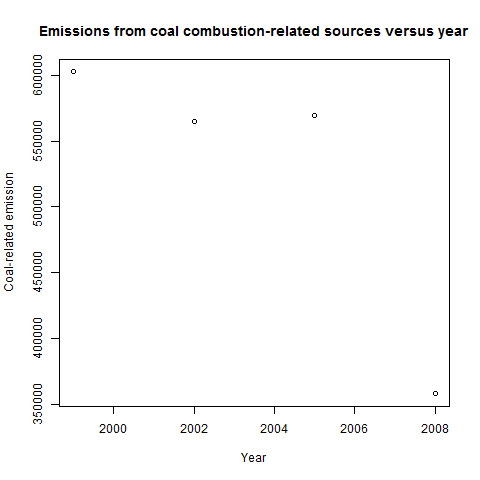 Emissions from coal combustion-related sources versus year
600000
550000
500000
450000
400000
350000
Coal-related emission
2000 2002 2004 2006 2008
Year